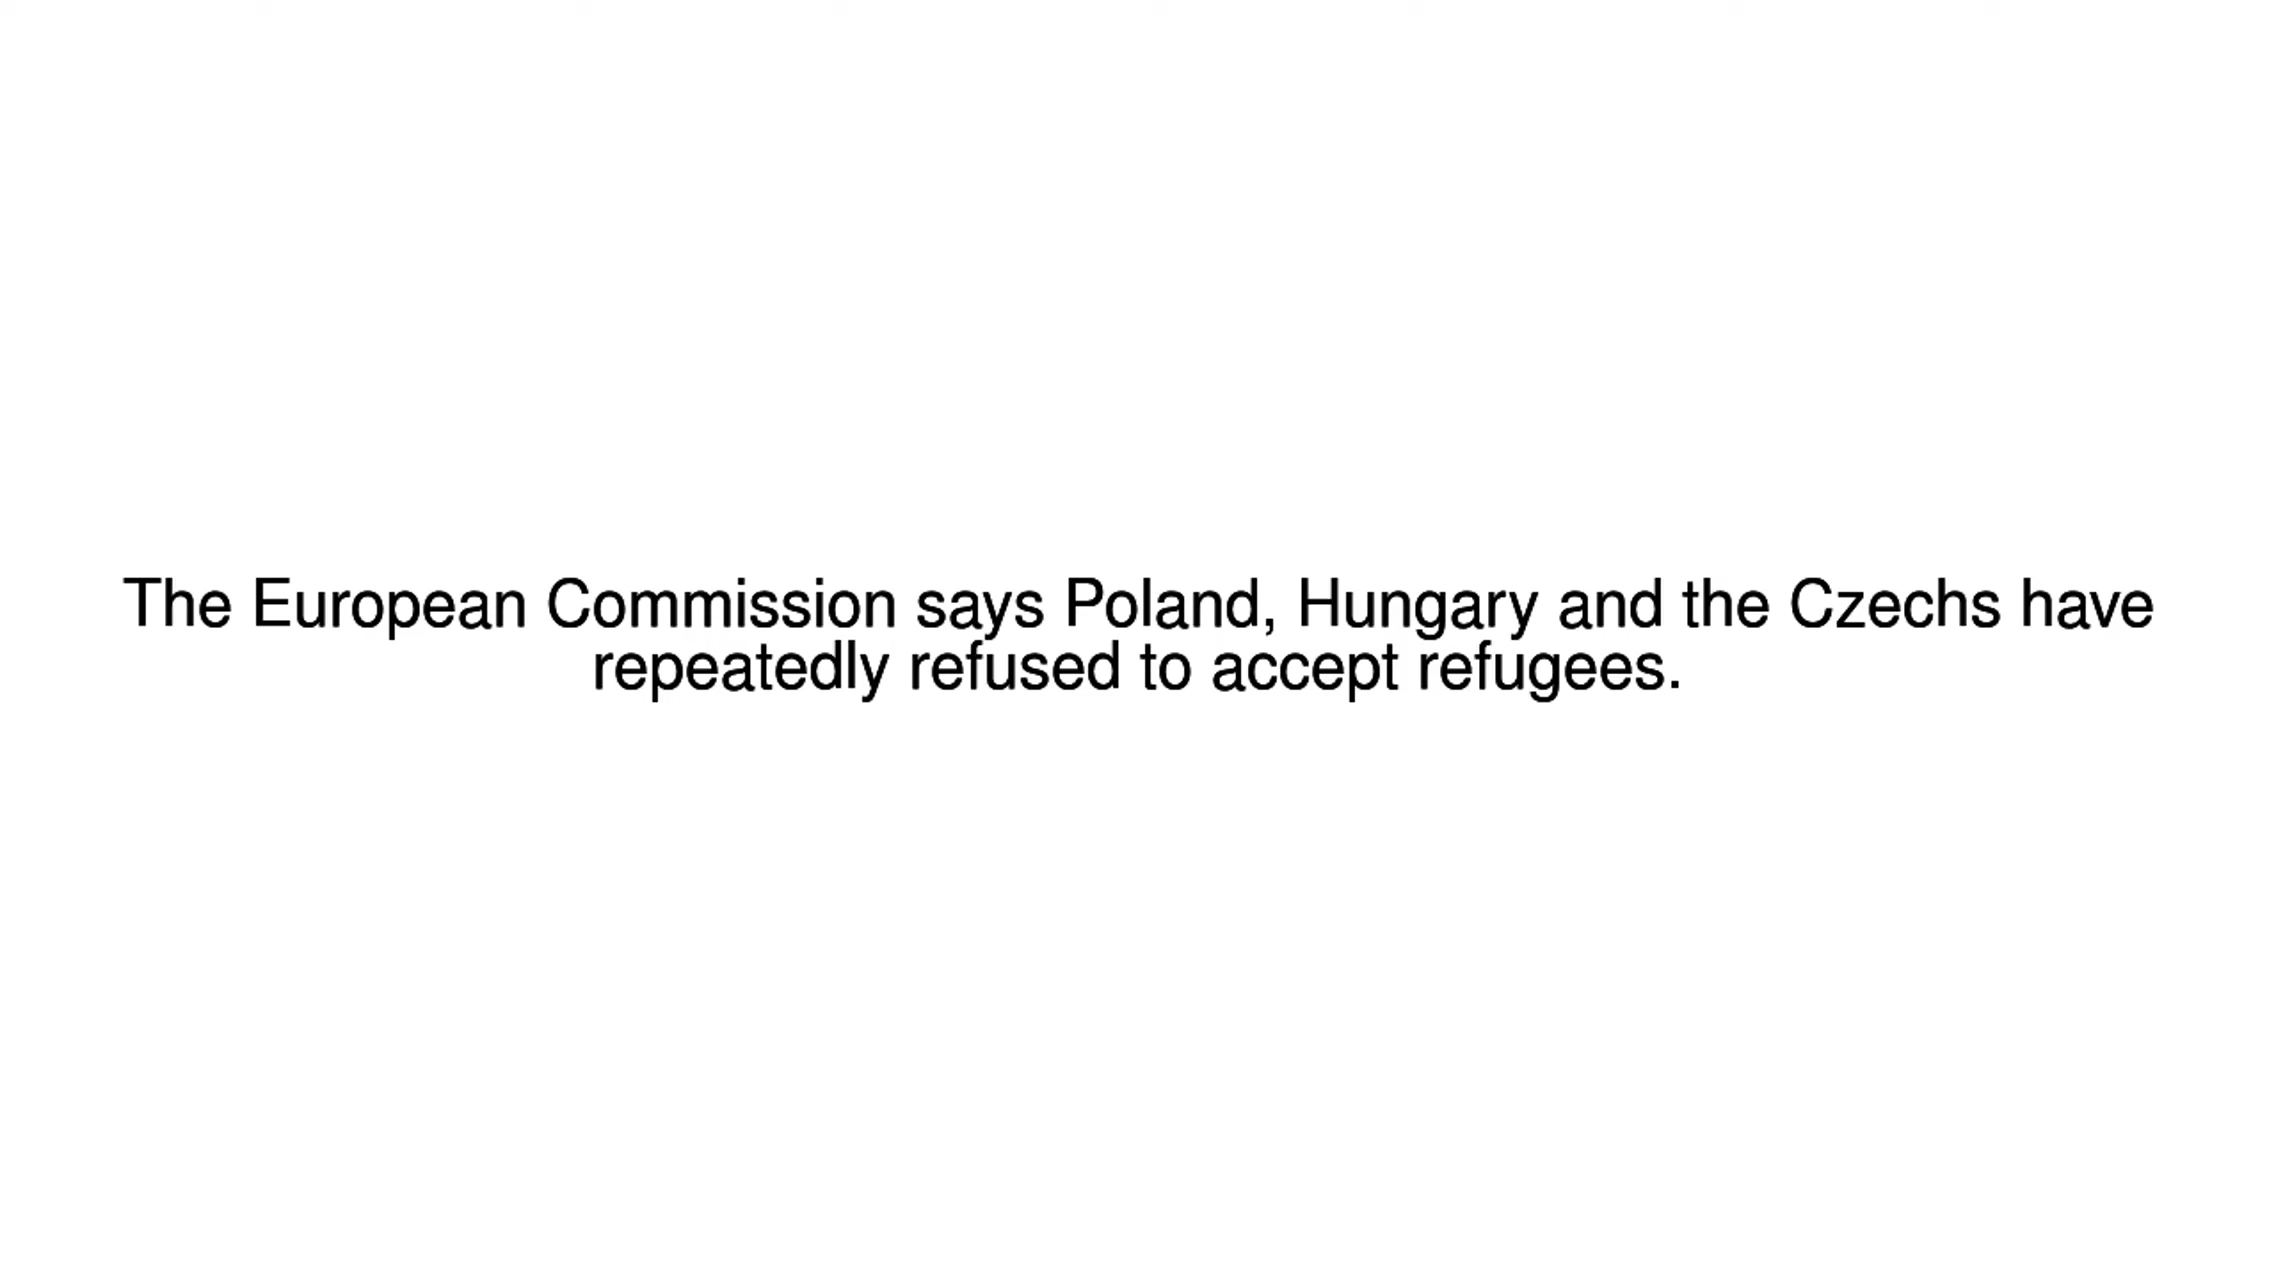 The European Commission says Poland, Hungary and the Czechs have
repeatedly refused to accept refugees.